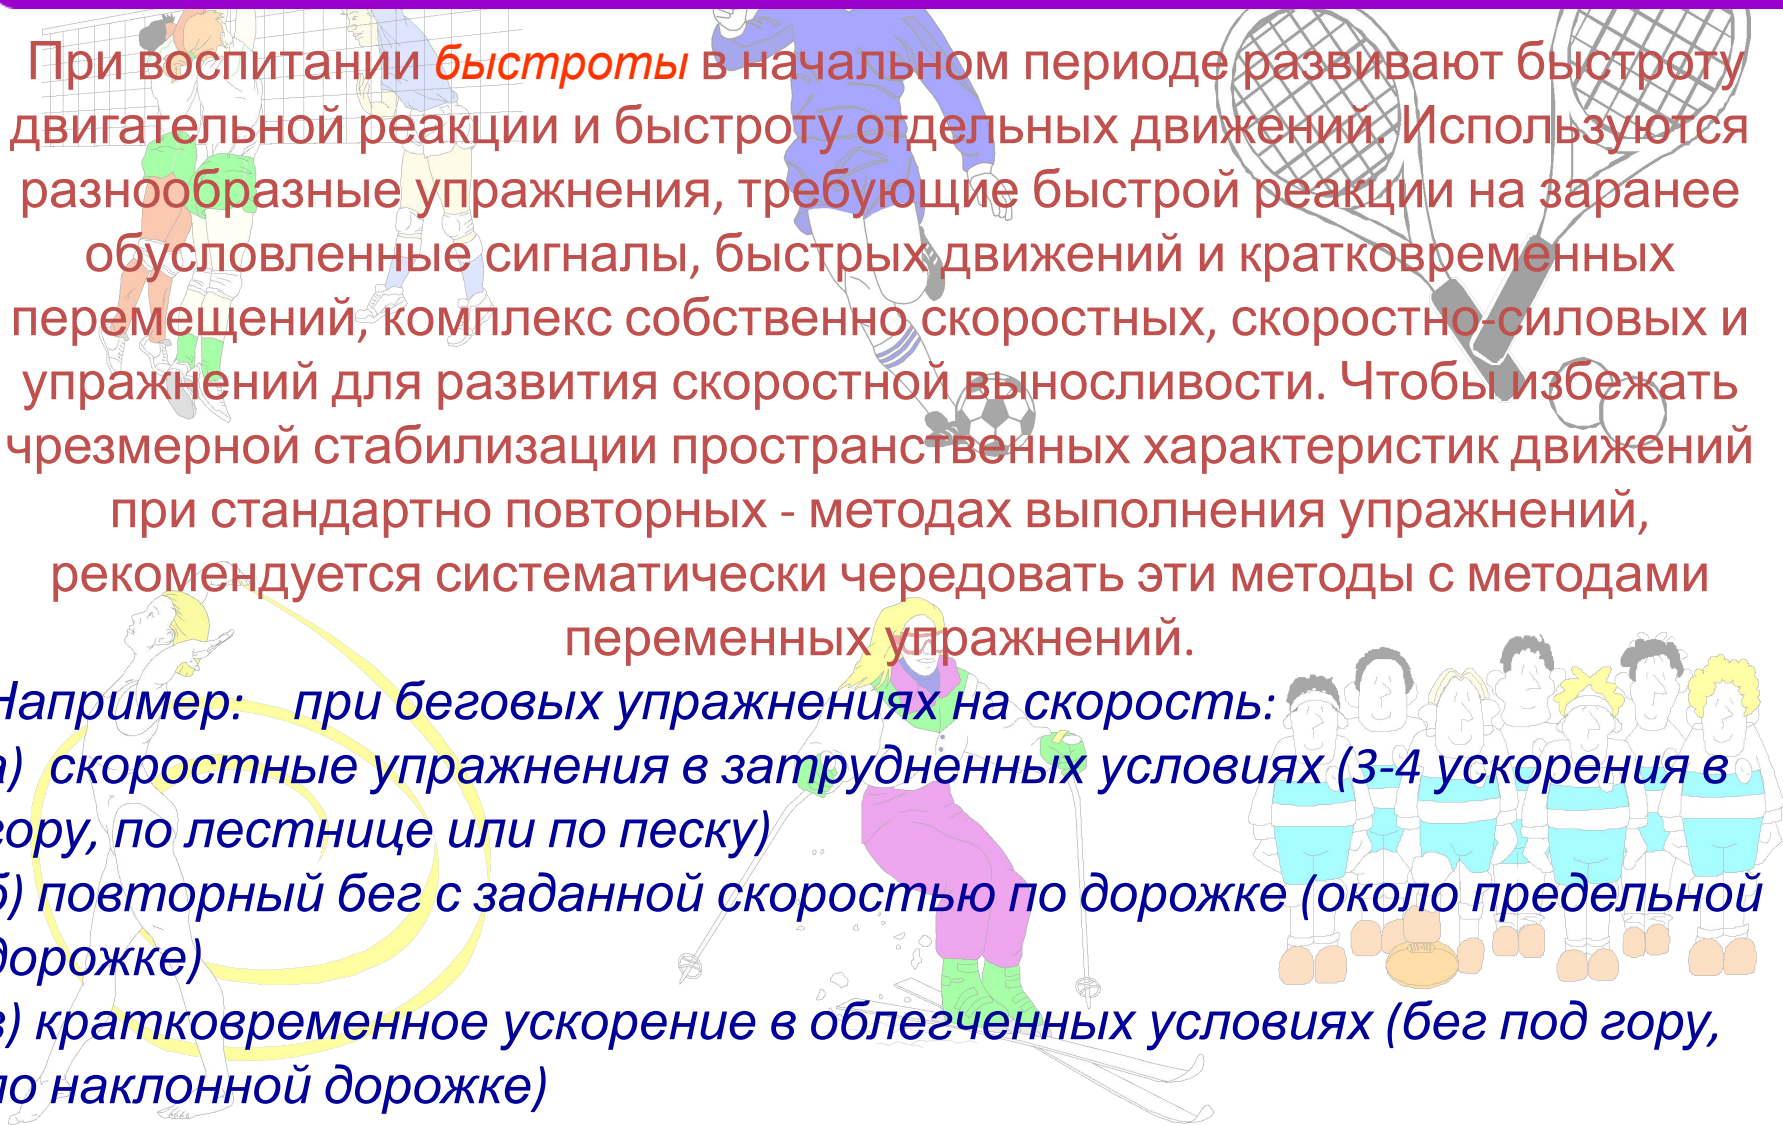 При воспитании быстроты в начальном периоде развивают быстроту
двигательной реакции и быстроту отдельных движений. Используются
разнообразные упражнения, требующие быстрой реакции на заранее
обусловленные сигналы, быстрых движений и кратковременных
перемещений, комплекс собственно скоростных, скоростно-силовых и
упражнений для развития скоростной выносливости. Чтобы избежать
чрезмерной стабилизации пространственных характеристик движений
при стандартно повторных - методах выполнения упражнений,
рекомендуется систематически чередовать эти методы с методами
переменных упражнений.
Например: при беговых упражнениях на скорость:
а) скоростные упражнения в затрудненных условиях (3-4 ускорения в
гору, по лестнице или по песку)
б) повторный бег с заданной скоростью по дорожке (около предельной
дорожке)
в) кратковременное ускорение в облегченных условиях (бег под гору,
по наклонной дорожке)